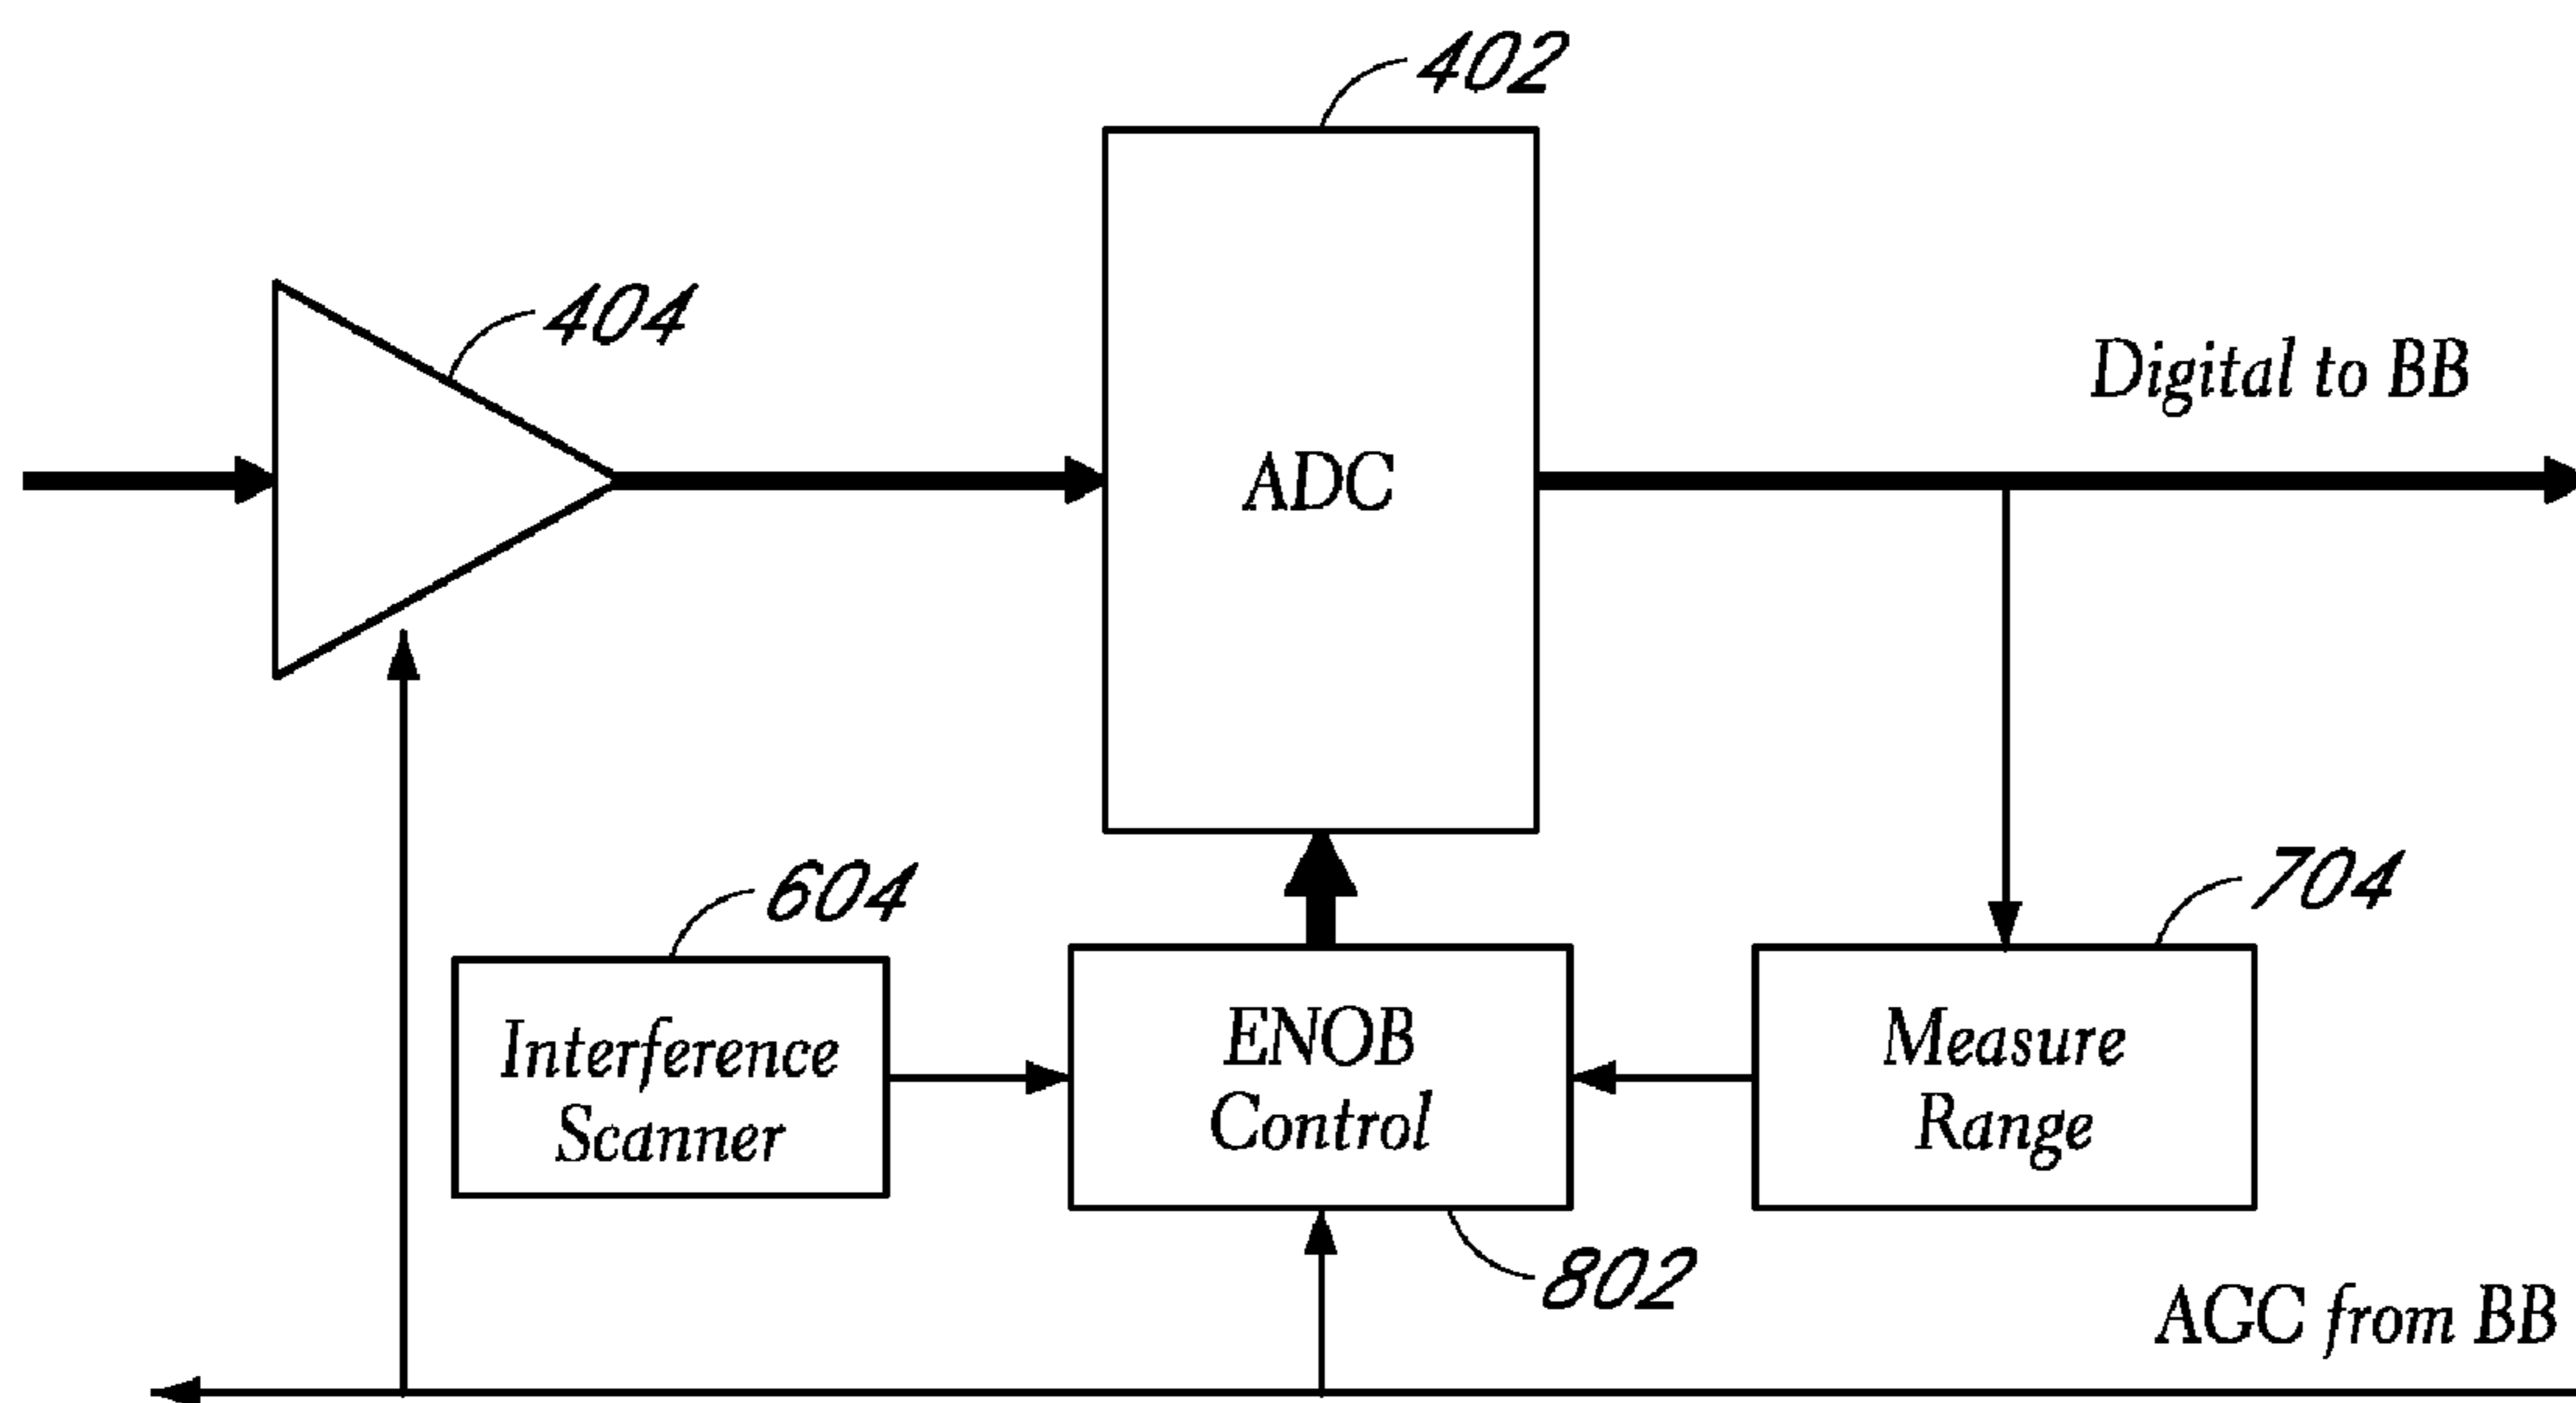 402
404
ADC
Digital to BB
604
704
Interference
Scanner
ENOB
Control
Measure
Range
802
AGC from BB